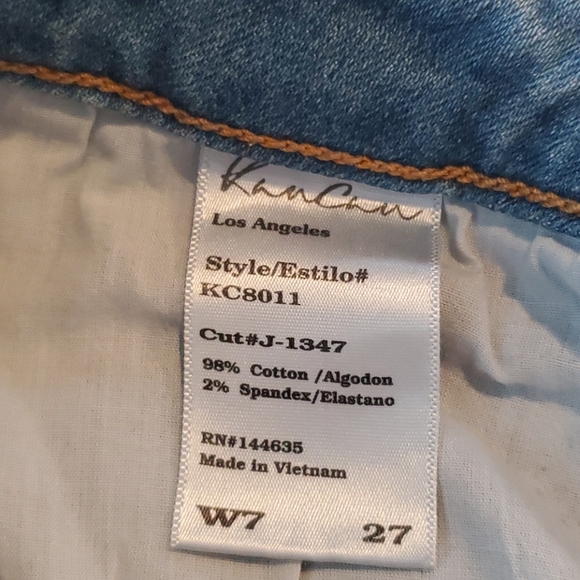 KanCan
Los Angeles
Style/Estilo#
KC8011
Cut#J-1347
98% Cotton /Algodon
2% Spandex/Elastano
RN#144635
Made in Vietnam
W7 27